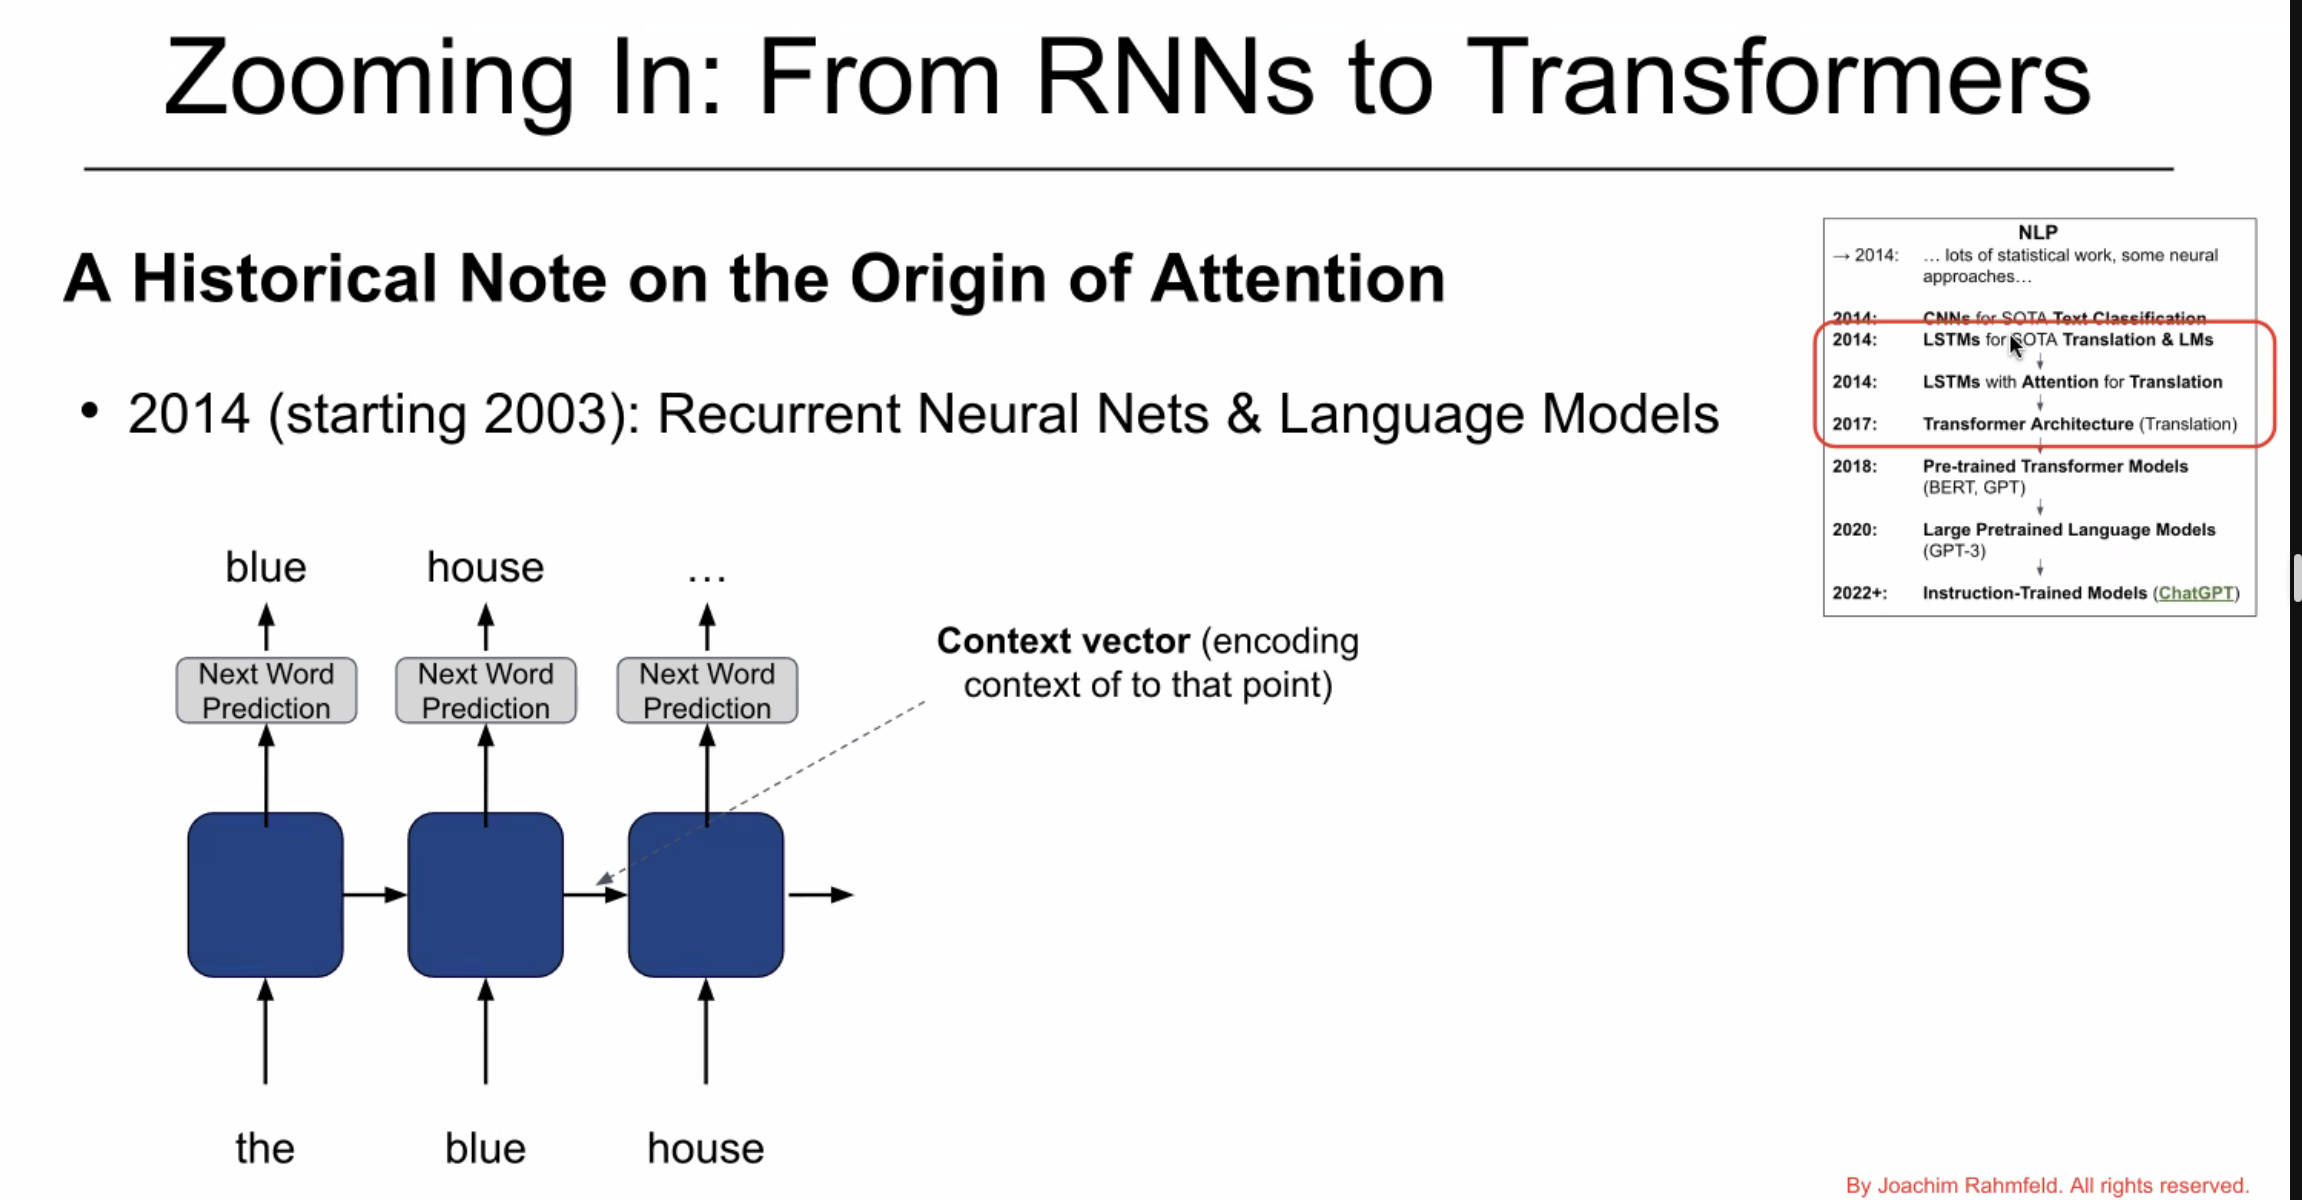 Zooming In: From RNNs to Transformers
A Historical Note on the Origin of Attention
• 2014 (starting 2003): Recurrent Neural Nets & Language Models
NLP
→ 2014: … lots of statistical work, some neural
approaches…
2014: CNNs for SOTA Text Classification
2014: LSTMs for SOTA Translation & LMs
2014: LSTMs with Attention for Translation
2017: Transformer Architecture (Translation)
2018: Pre-trained Transformer Models
(BERT, GPT)
2020: Large Pretrained Language Models
(GPT-3)
2022+: Instruction-Trained Models (ChatGPT)
blue house …
Next Word Next Word Next Word
Prediction Prediction Prediction
Context vector (encoding
context of to that point)
the blue house
By Joachim Rahmfeld. All rights reserved.